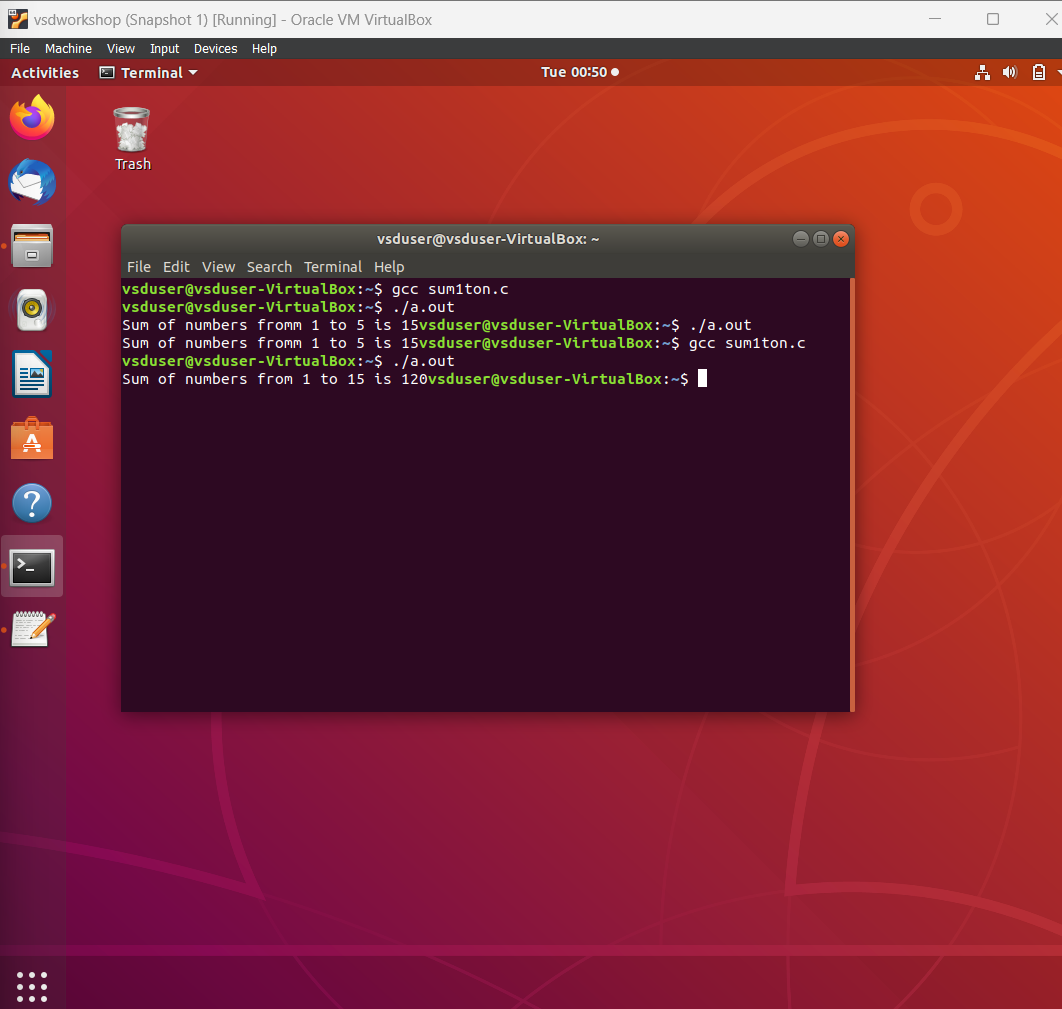 vsdworkshop (Snapshot 1) [Running] - Oracle VM VirtualBox
File Machine View Input Devices Help
Activities Terminal Tue 00:50
Trash
vsduser@vsduser-VirtualBox: ~
File Edit View Search Terminal Help
vsduser@vsduser-VirtualBox:~$ gcc sum1ton.c
vsduser@vsduser-VirtualBox:~$ ./a.out
Sum of numbers fromm 1 to 5 is 15vsduser@vsduser-VirtualBox:~$ ./a.out
Sum of numbers fromm 1 to 5 is 15vsduser@vsduser-VirtualBox:~$ gcc sum1ton.c
vsduser@vsduser-VirtualBox:~$ ./a.out
Sum of numbers from 1 to 15 is 120vsduser@vsduser-VirtualBox:~$